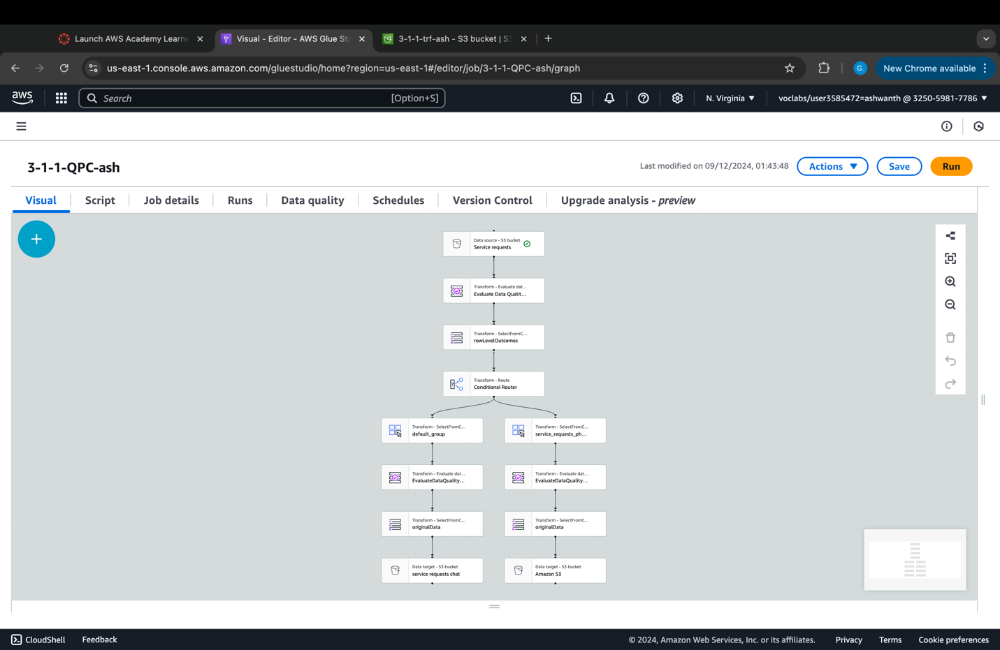 Launch AWS Academy Learne
Visual - Editor - AWS Glue Stu
3-1-1-trf-ash - S3 bucket | S3
us-east-1.console.aws.amazon.com/gluestudio/home?region=us-east-1#/editor/job/3-1-1-QPC-ash/graph
G.
New Chrome available
aws
Search
[Option+S]
N. Virginia
voclabs/user3585472=ashwanth @ 3250-5981-7786
3-1-1-QPC-ash
Last modified on 09/12/2024, 01:43:48
Actions
Save
Run
Visual
Script
Job details
Runs
Data quality
Schedules
Version Control
Upgrade analysis - preview
Data source - S3 bucket
Service requests
Transform - Evaluate dat...
Evaluate Data Qualit...
Transform - SelectFromC...
rowLevelOutcomes
Transform - Route
Conditional Router
Transform - SelectFromC...
default_group
Transform - SelectFromC...
service_requests_ph...
Transform - Evaluate dat...
EvaluateDataQuality...
Transform - Evaluate dat...
EvaluateDataQuality...
Transform - SelectFromC...
originalData
Transform - SelectFromC...
originalData
Data target - S3 bucket
service requests chat
Data target - S3 bucket
Amazon S3
CloudShell
Feedback
© 2024, Amazon Web Services, Inc. or its affiliates.
Privacy
Terms
Cookie preferences